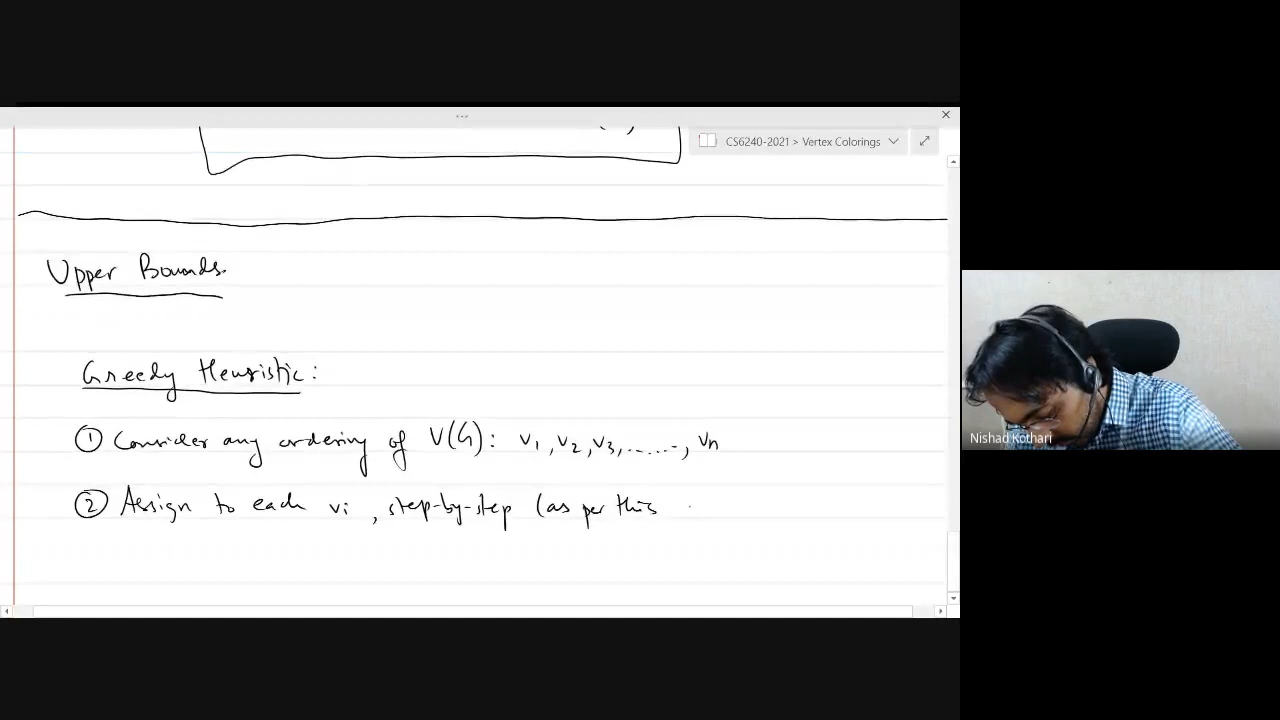 CS6240-2021 > Vertex Colorings
Upper Bounds.
Greedy Heuristic:
① Consider any ordering of V(G): v1, v2, v3, ......, vn
② Assign to each vi, step-by-step (as per this
Nishad Kothari